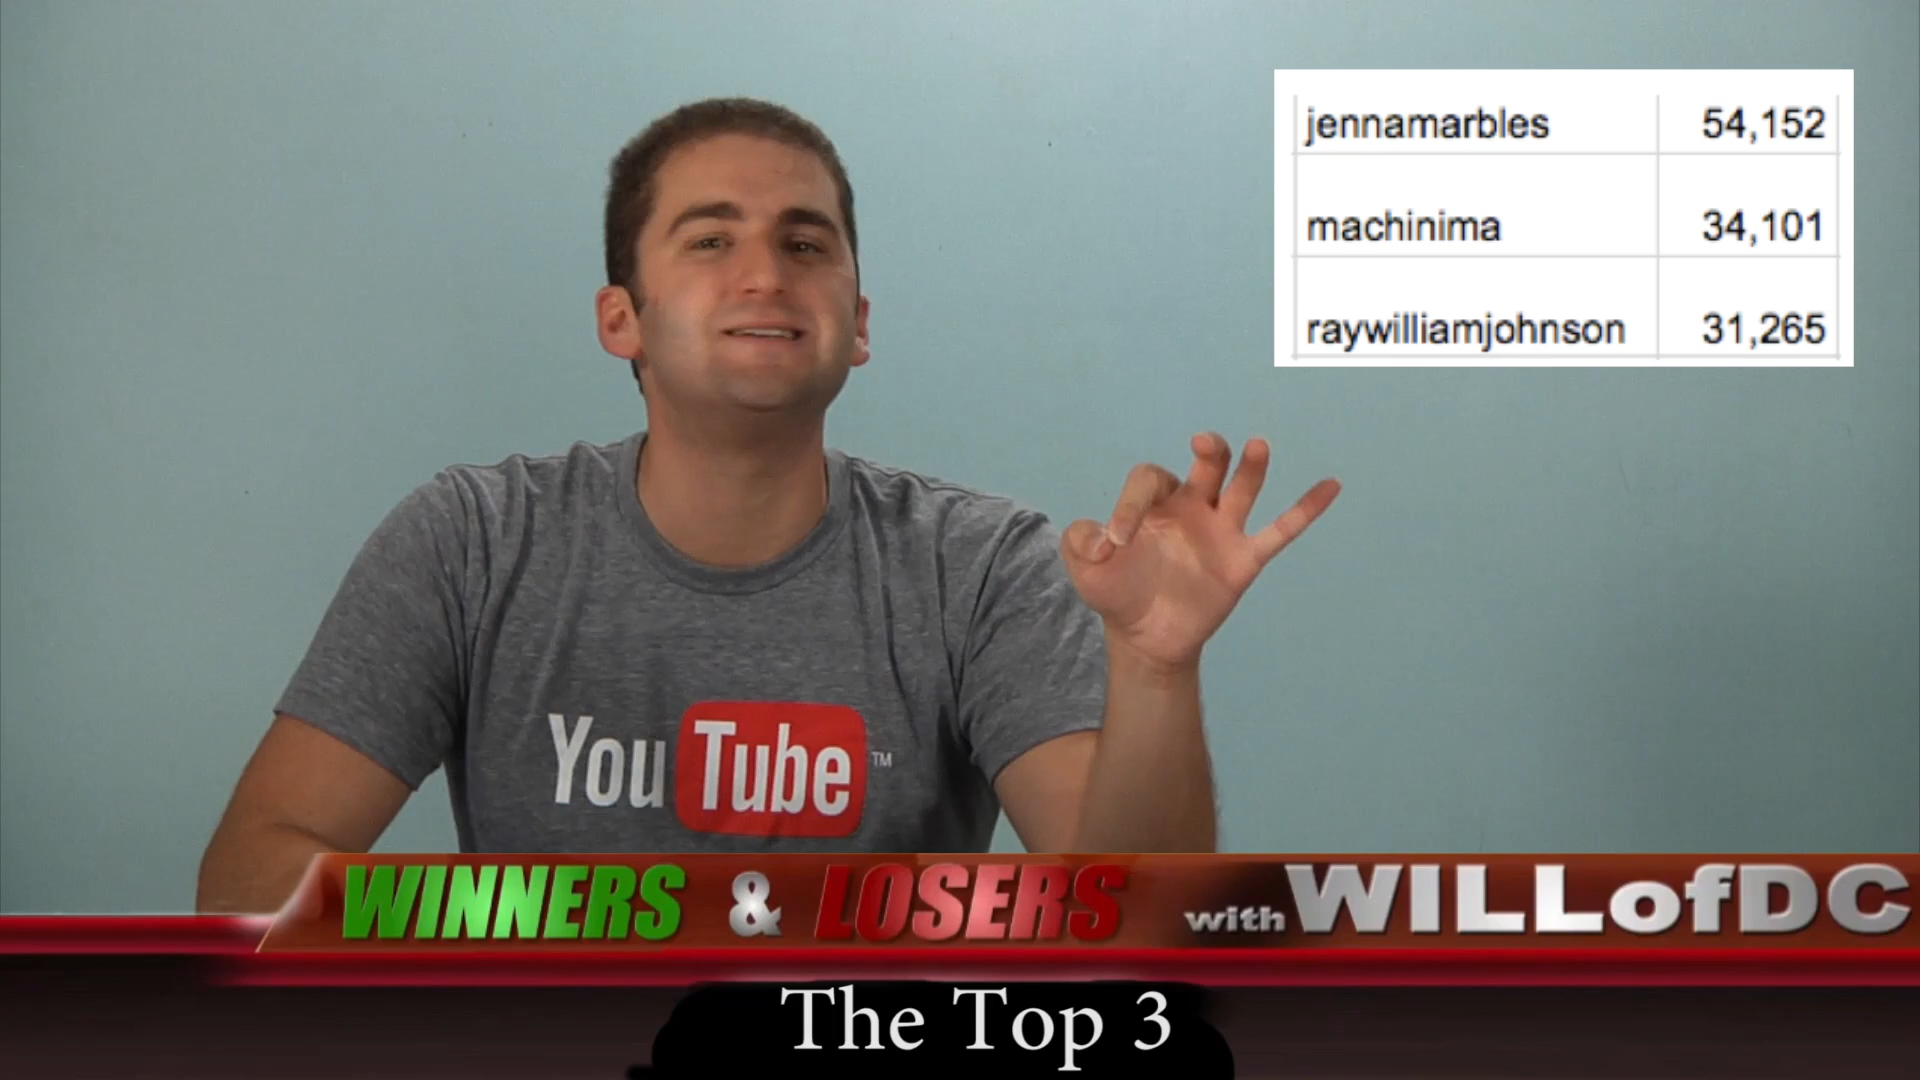 jennamarbles 54,152
machinima 34,101
raywilliamjohnson 31,265
YouTube™
WINNERS & LOSERS with WILLofDC
The Top 3